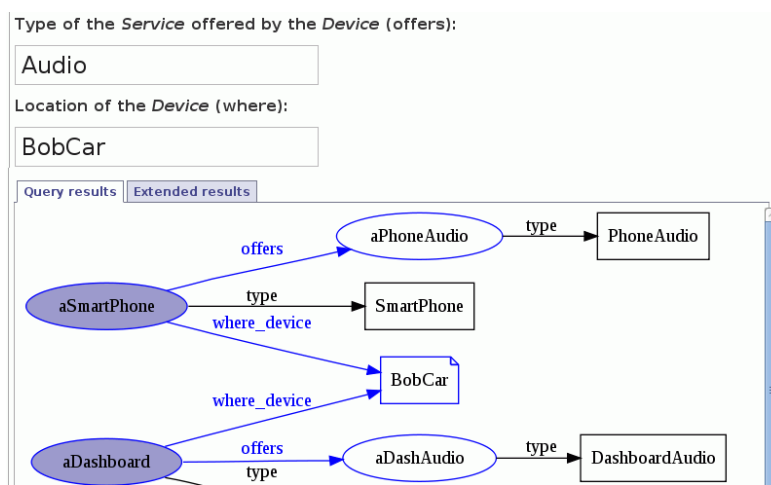 Type of the Service offered by the Device (offers):
Audio
Location of the Device (where):
BobCar
Query results Extended results
aPhoneAudio type PhoneAudio
offers
aSmartPhone type SmartPhone
where_device
BobCar
where_device
aDashboard offers aDashAudio type DashboardAudio
type